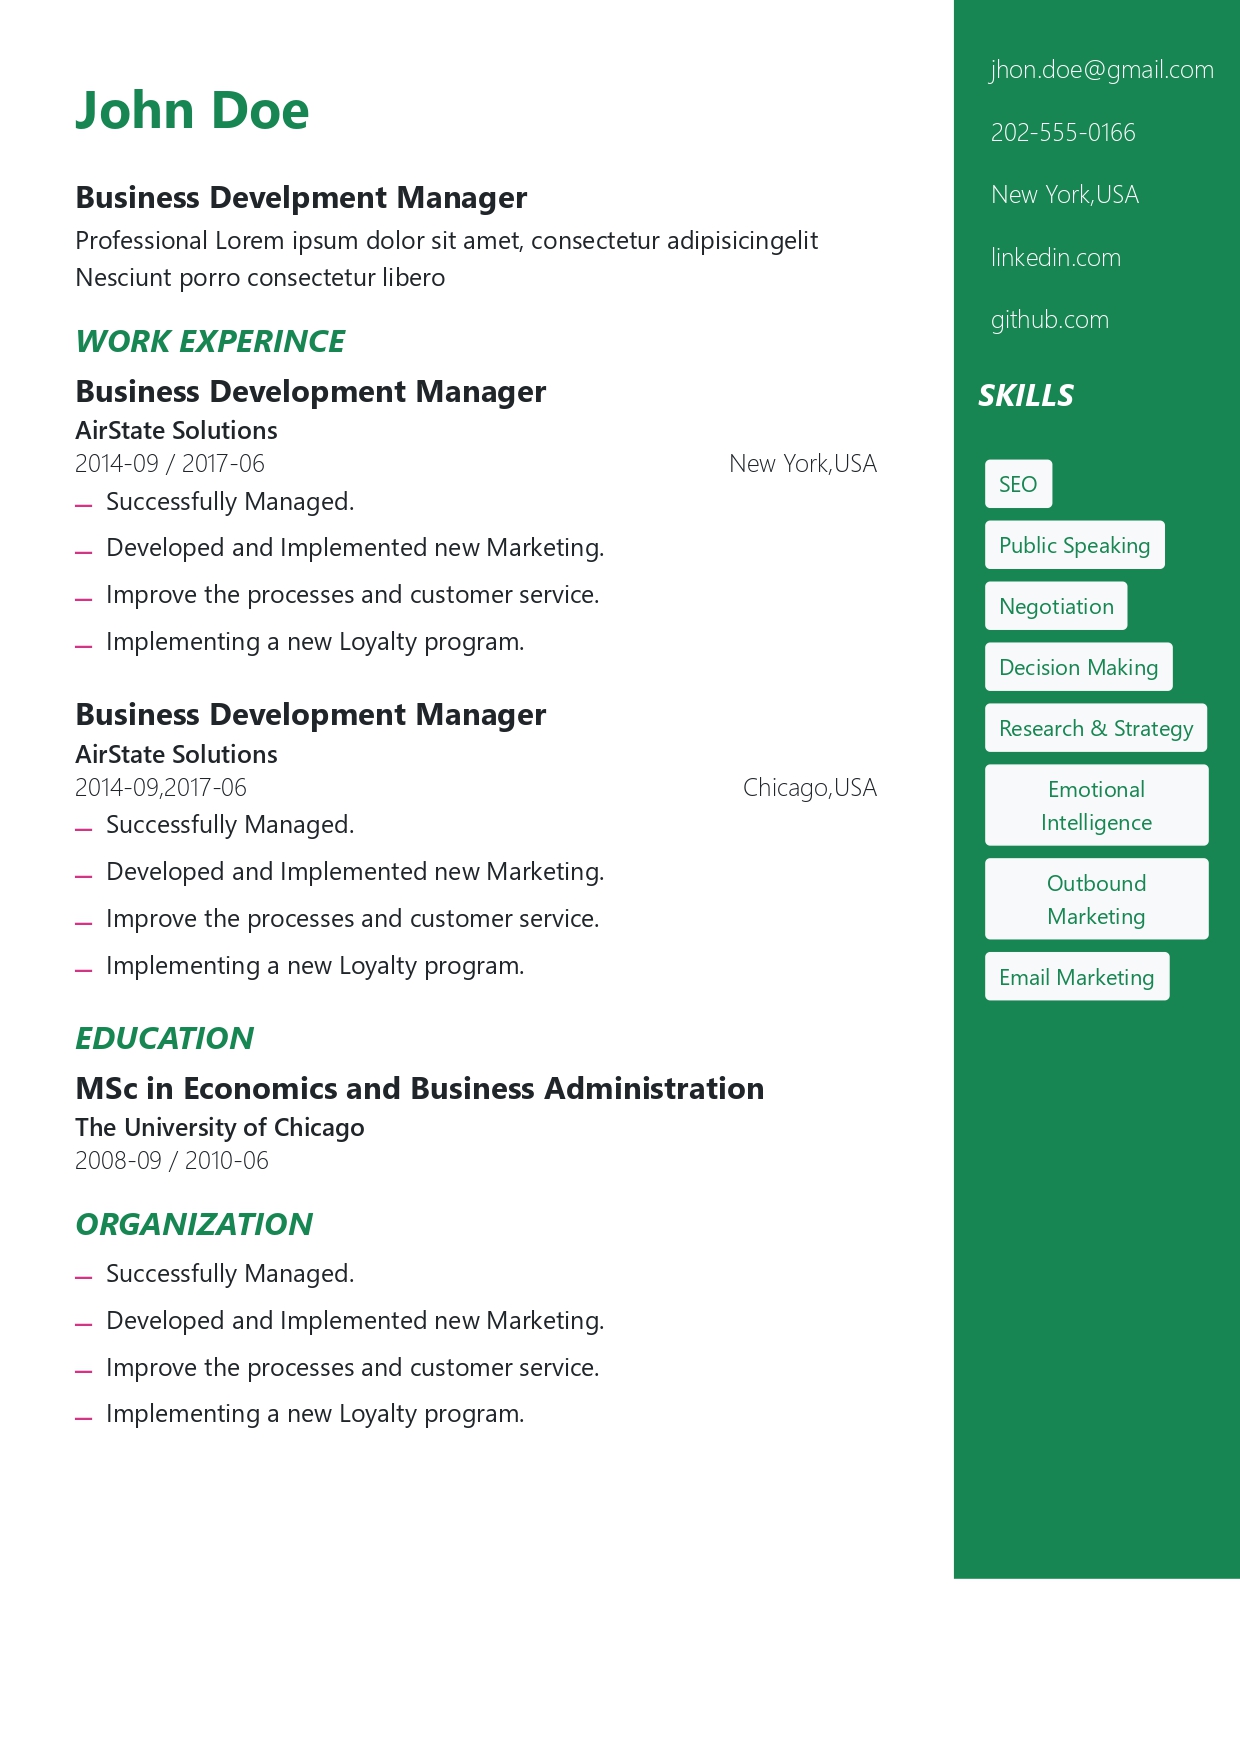 John Doe
Business Develpment Manager
Professional Lorem ipsum dolor sit amet, consectetur adipisicingelit
Nesciunt porro consectetur libero
WORK EXPERINCE
Business Development Manager
AirState Solutions
2014-09 / 2017-06 New York,USA
Successfully Managed.
Developed and Implemented new Marketing.
Improve the processes and customer service.
Implementing a new Loyalty program.
Business Development Manager
AirState Solutions
2014-09,2017-06 Chicago,USA
Successfully Managed.
Developed and Implemented new Marketing.
Improve the processes and customer service.
Implementing a new Loyalty program.
EDUCATION
MSc in Economics and Business Administration
The University of Chicago
2008-09 / 2010-06
ORGANIZATION
Successfully Managed.
Developed and Implemented new Marketing.
Improve the processes and customer service.
Implementing a new Loyalty program.
jhon.doe@gmail.com
202-555-0166
New York,USA
linkedin.com
github.com
SKILLS
SEO
Public Speaking
Negotiation
Decision Making
Research & Strategy
Emotional
Intelligence
Outbound
Marketing
Email Marketing